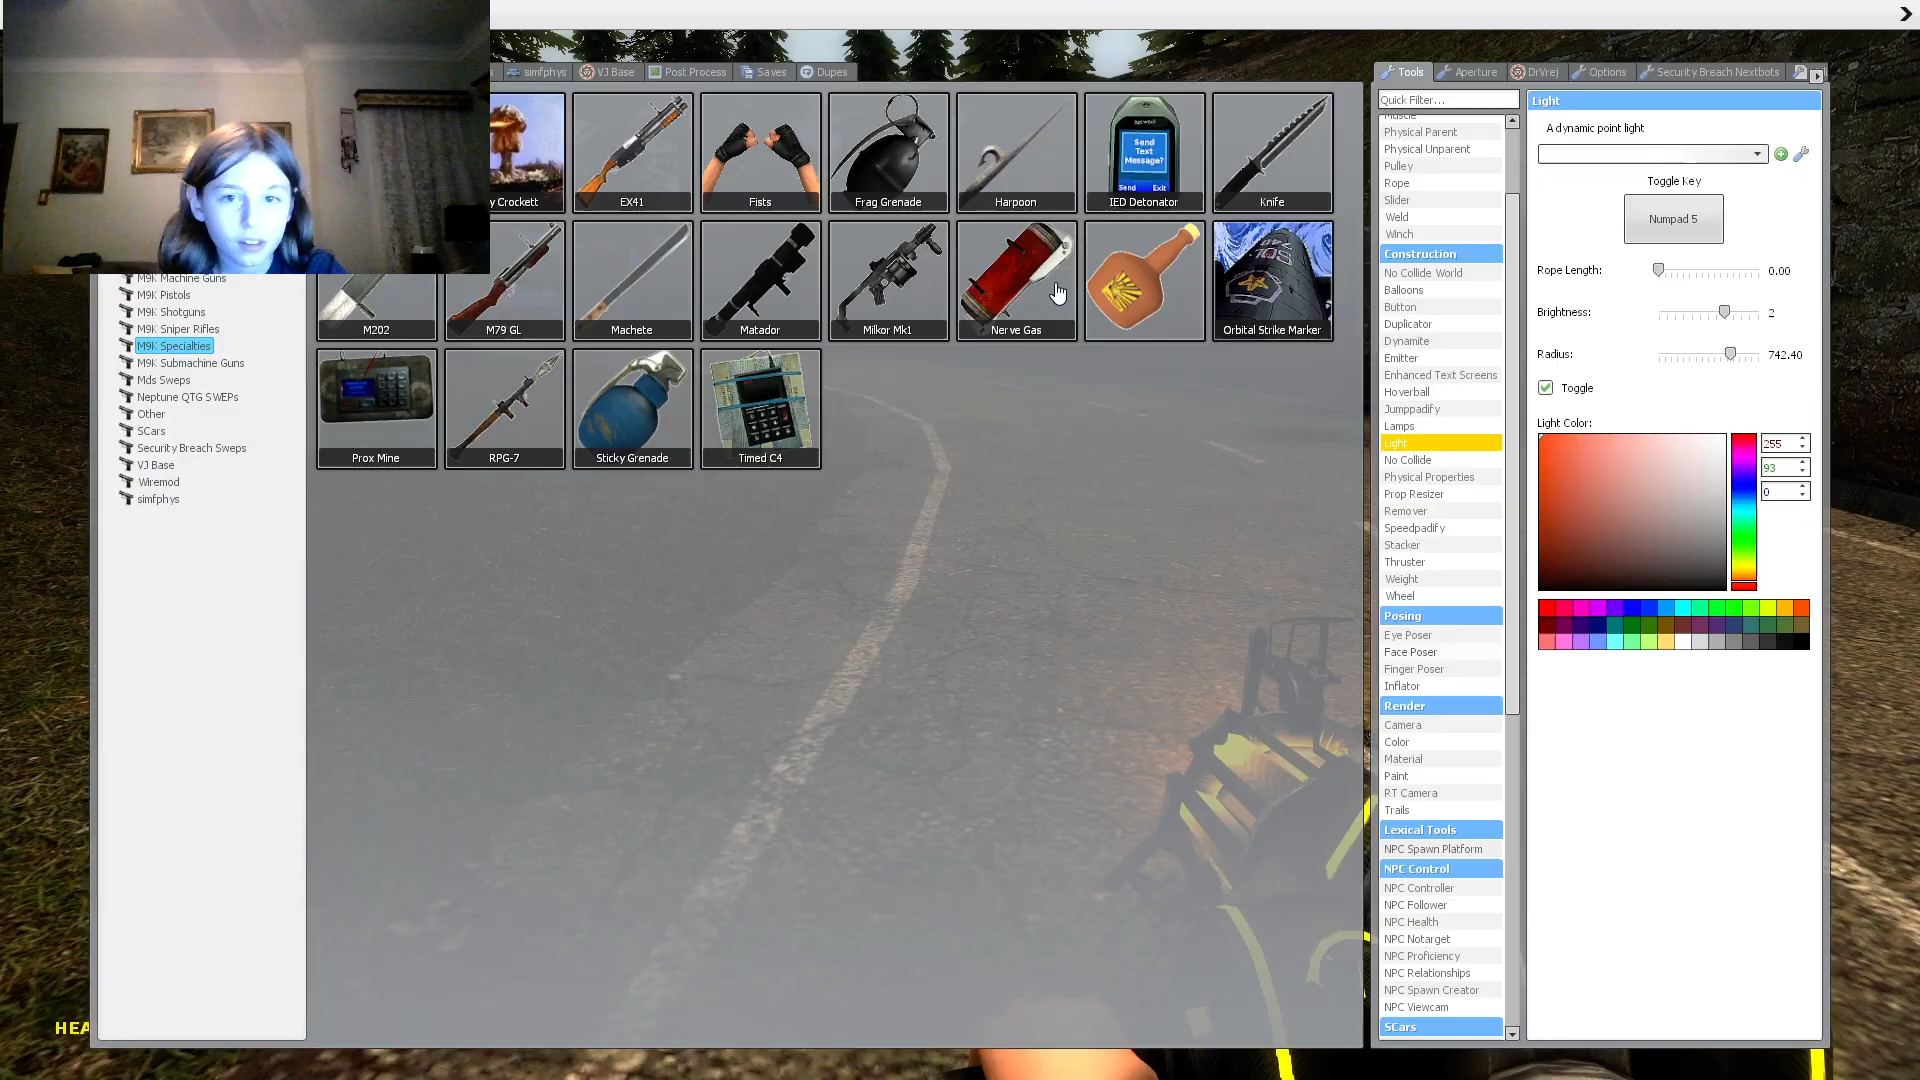 simfphys
VJ Base
Post Process
Saves
Dupes
Tools
Aperture
DrVrej
Options
Security Breach Nextbots
y Crockett
EX41
Fists
Frag Grenade
Harpoon
IED Detonator
Knife
Send
Text
Message?
Send Exit
M202
M79 GL
Machete
Matador
Milkor Mk1
Nerve Gas
Orbital Strike Marker
Prox Mine
RPG-7
Sticky Grenade
Timed C4
M9K Machine Guns
M9K Pistols
M9K Shotguns
M9K Sniper Rifles
M9K Specialties
M9K Submachine Guns
Mds Sweps
Neptune QTG SWEPs
Other
SCars
Security Breach Sweps
VJ Base
Wiremod
simfphys
HEA
Quick Filter...
Muscle
Physical Parent
Physical Unparent
Pulley
Rope
Slider
Weld
Winch
Construction
No Collide World
Balloons
Button
Duplicator
Dynamite
Emitter
Enhanced Text Screens
Hoverball
Jumppadify
Lamps
Light
No Collide
Physical Properties
Prop Resizer
Remover
Speedpadify
Stacker
Thruster
Weight
Wheel
Posing
Eye Poser
Face Poser
Finger Poser
Inflator
Render
Camera
Color
Material
Paint
RT Camera
Trails
Lexical Tools
NPC Spawn Platform
NPC Control
NPC Controller
NPC Follower
NPC Health
NPC Notarget
NPC Proficiency
NPC Relationships
NPC Spawn Creator
NPC Viewcam
SCars
Light
A dynamic point light
Toggle Key
Numpad 5
Rope Length: 0.00
Brightness: 2
Radius: 742.40
Toggle
Light Color:
255
93
0